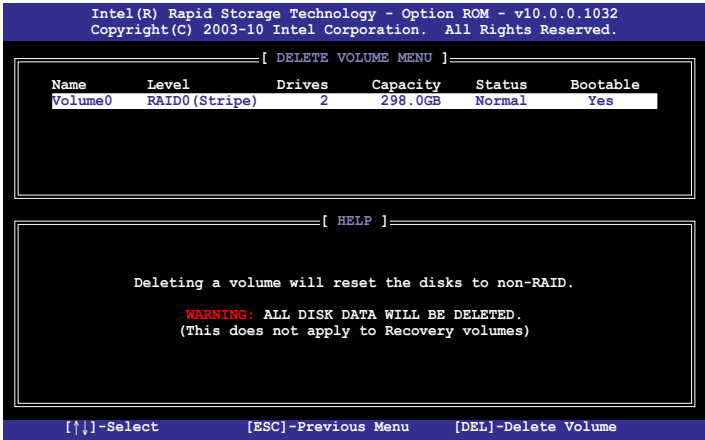 Intel(R) Rapid Storage Technology - Option ROM - v10.0.0.1032
Copyright(C) 2003-10 Intel Corporation. All Rights Reserved.
[ DELETE VOLUME MENU ]
Name Level Drives Capacity Status Bootable
Volume0 RAID0(Stripe) 2 298.0GB Normal Yes
[ HELP ]
Deleting a volume will reset the disks to non-RAID.
WARNING: ALL DISK DATA WILL BE DELETED.
(This does not apply to Recovery volumes)
[↑↓]-Select [ESC]-Previous Menu [DEL]-Delete Volume